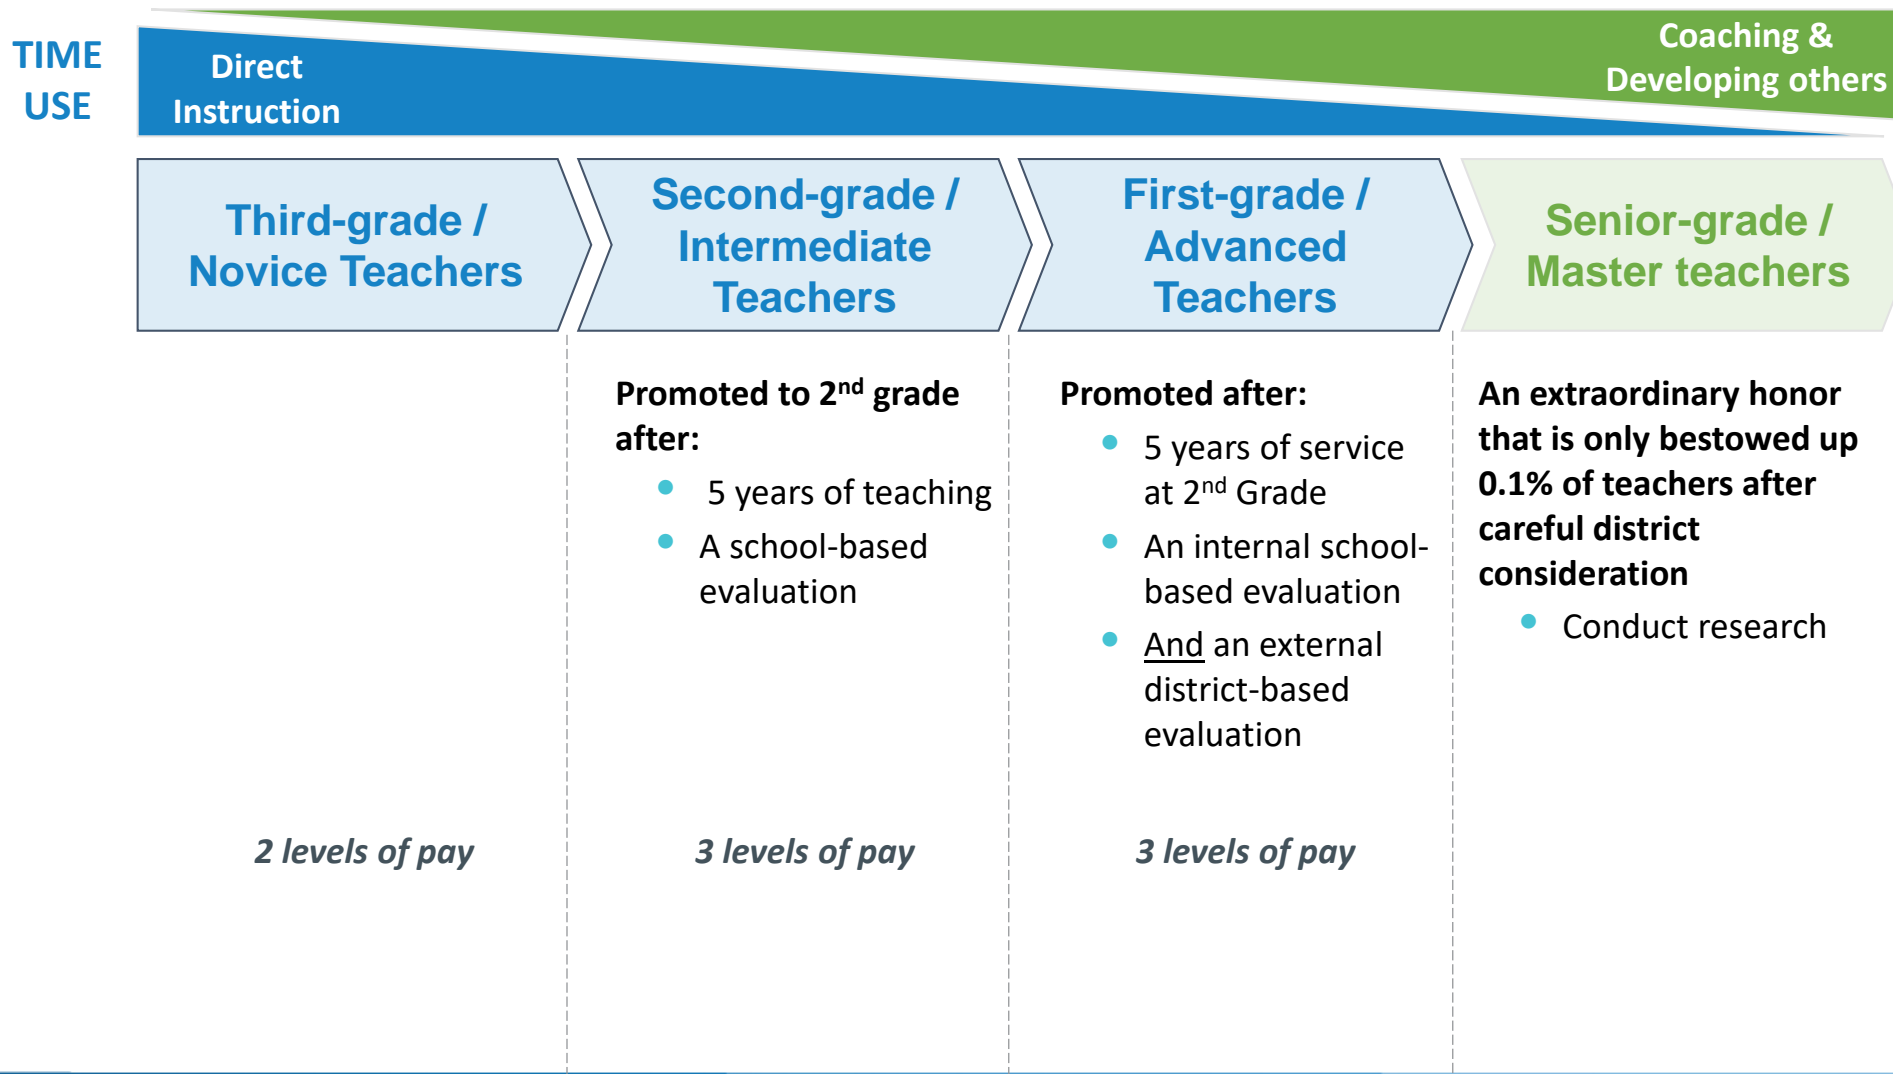 TIME
USE
Direct
Instruction
Coaching &
Developing others
Third-grade /
Novice Teachers
Second-grade /
Intermediate
Teachers
First-grade /
Advanced
Teachers
Senior-grade /
Master teachers
Promoted to 2nd grade
after:
• 5 years of teaching
• A school-based
evaluation
Promoted after:
• 5 years of service
at 2nd Grade
• An internal school-
based evaluation
• And an external
district-based
evaluation
An extraordinary honor
that is only bestowed up
0.1% of teachers after
careful district
consideration
• Conduct research
2 levels of pay
3 levels of pay
3 levels of pay